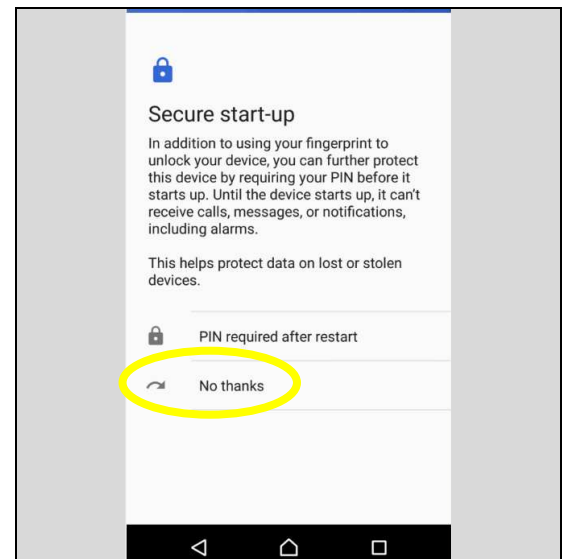 Secure start-up
In addition to using your fingerprint to
unlock your device, you can further protect
this device by requiring your PIN before it
starts up. Until the device starts up, it can't
receive calls, messages, or notifications,
including alarms.
This helps protect data on lost or stolen
devices.
PIN required after restart
No thanks